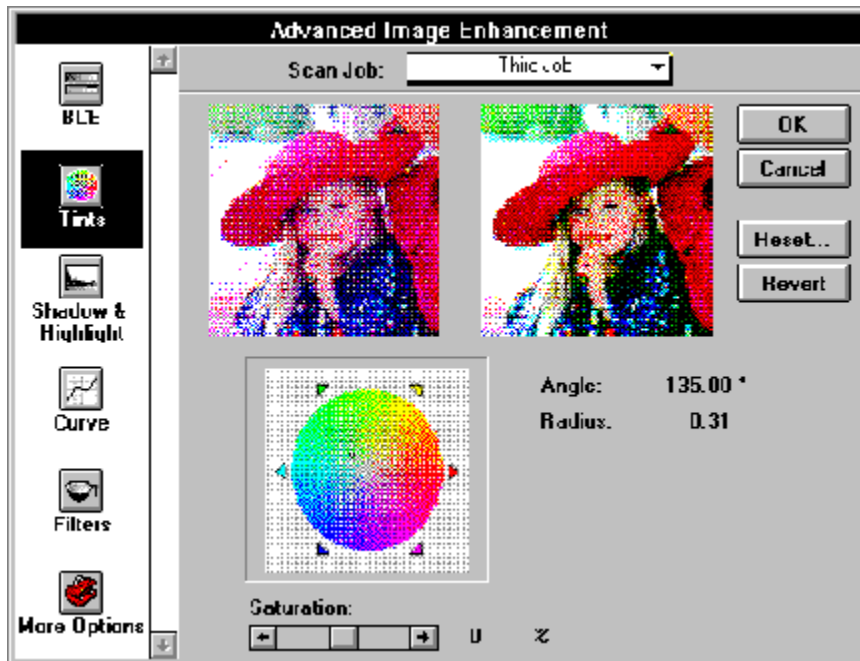 Advanced Image Enhancement
Scan Job:
BCE
Tints
Shadow &
Highlight
Curve
Filters
More Options
OK
Cancel
Reset...
Revert
Angle: 135.00 °
Radius: 0.31
Saturation:
0 %